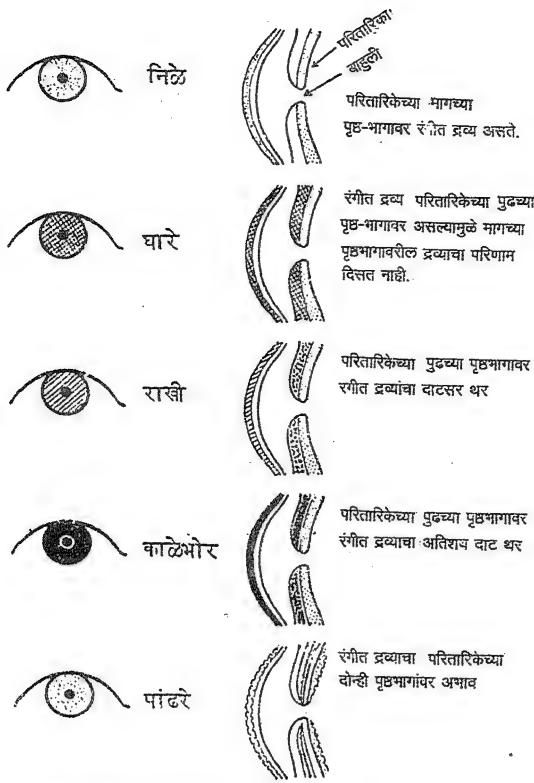 निळे
परितारिका
बाहुली
परितारिकेच्या मागच्या
पृष्ठ-भागावर रंगीत द्रव्य असते.
घारे
रंगीत द्रव्य परितारिकेच्या पुढच्या
पृष्ठ-भागावर असल्यामुळे मागच्या
पृष्ठभागावरील द्रव्याचा परिणाम
दिसत नाही.
राखी
परितारिकेच्या पुढच्या पृष्ठभागावर
रगीत द्रव्यांचा दाटसर थर
काळेभोर
परितारिकेच्या पुढच्या पृष्ठभागावर
रंगीत द्रव्याचा अतिशय दाट थर
पांढरे
रंगीत द्रव्याचा परितारिकेच्या
दोन्ही पृष्ठभागांवर अभाव